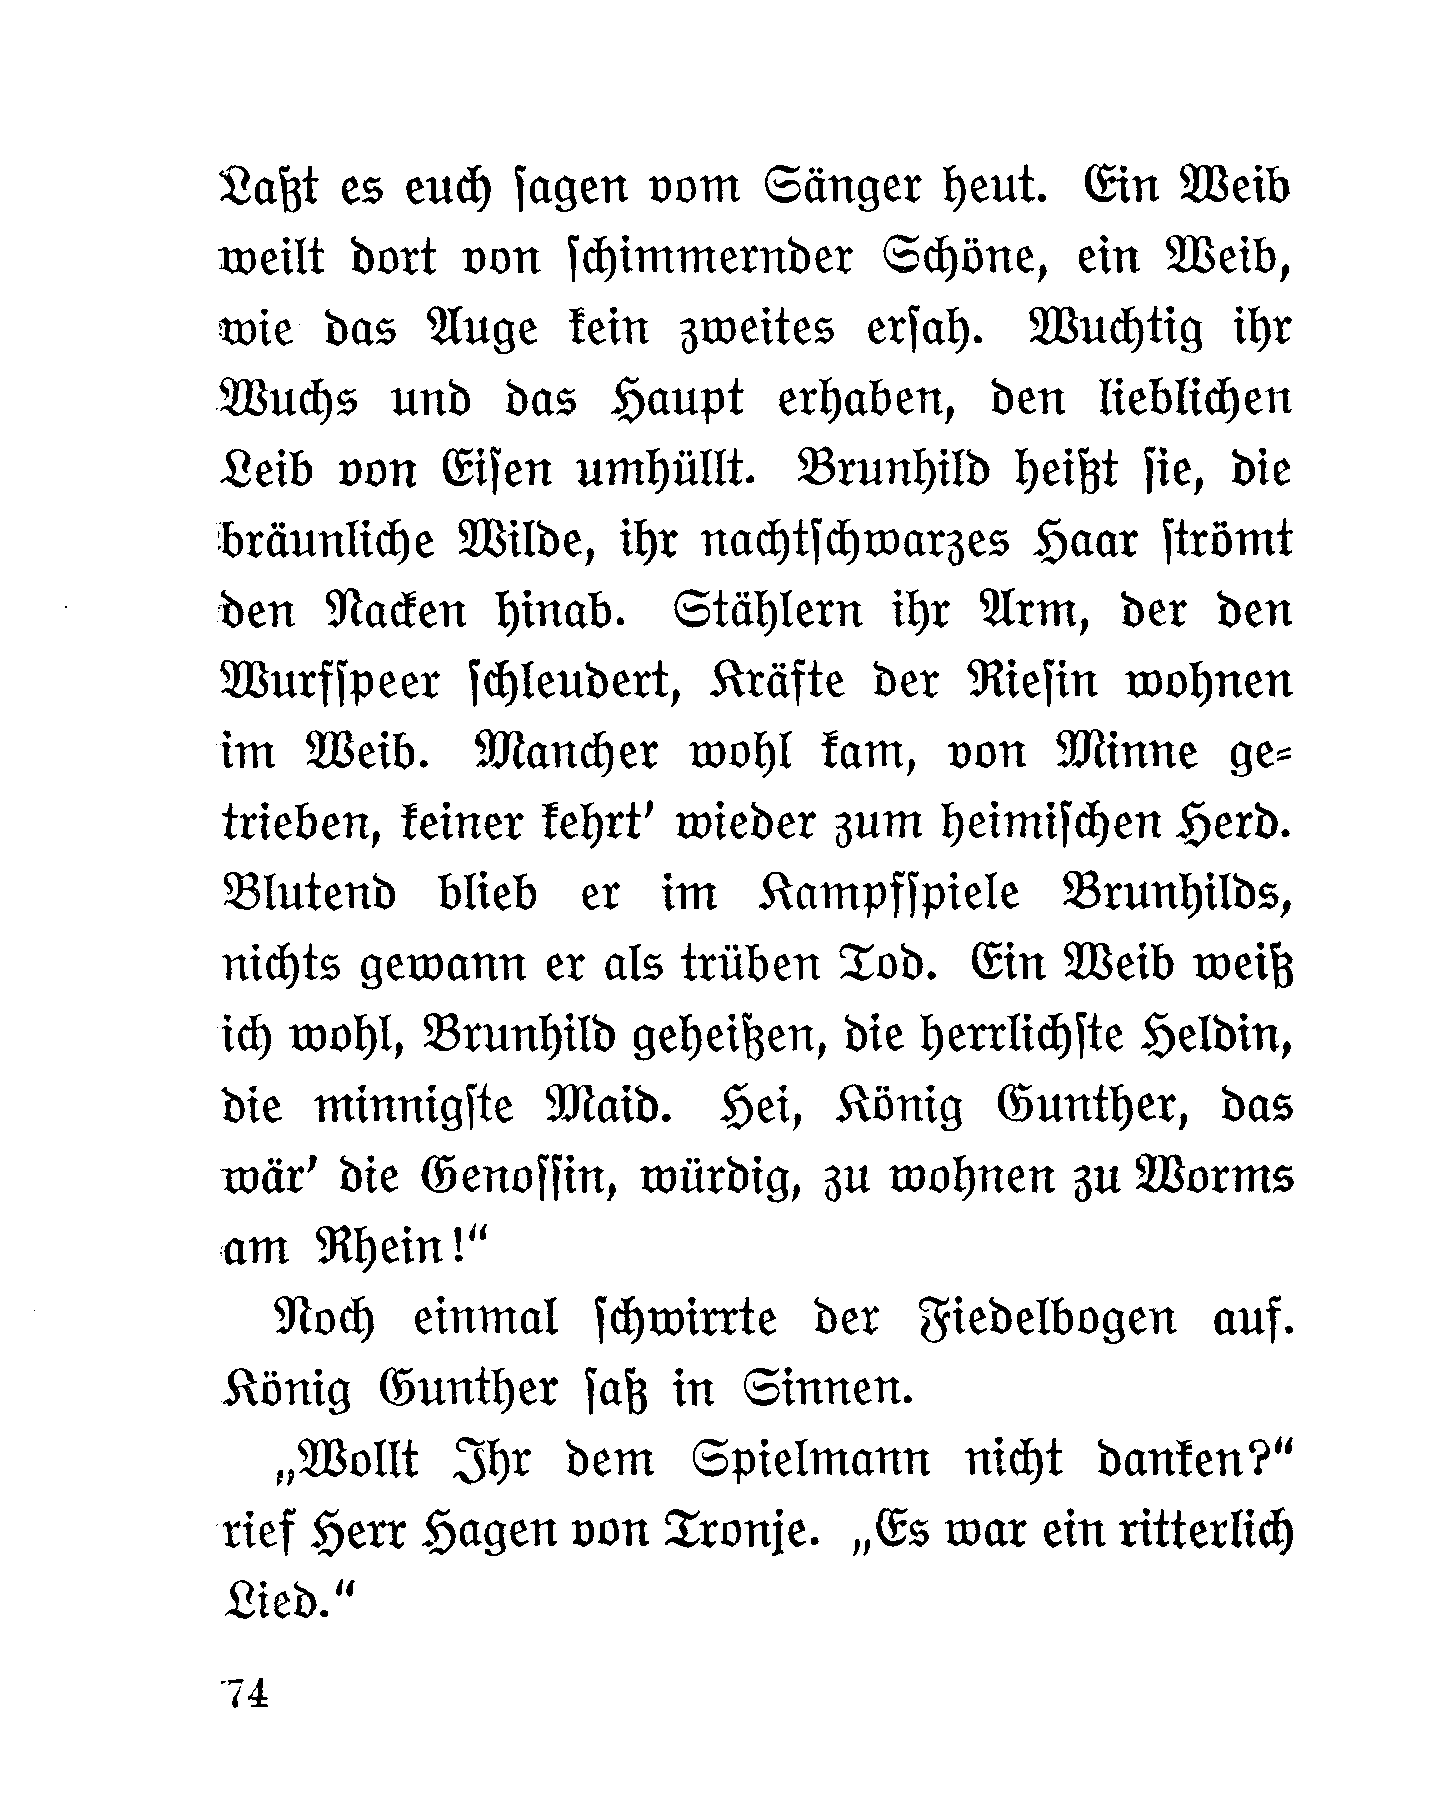 Laßt es euch ſagen vom Sänger heut. Ein Weib
weilt dort von ſchimmernder Schöne, ein Weib,
wie das Auge kein zweites erſah. Wuchtig ihr
Wuchs und das Haupt erhaben, den lieblichen
Leib von Eiſen umhüllt. Brunhild heißt ſie, die
bräunliche Wilde, ihr nachtſchwarzes Haar ſtrömt
den Nacken hinab. Stählern ihr Arm, der den
Wurfſpeer ſchleudert, Kräfte der Rieſin wohnen
im Weib. Mancher wohl kam, von Minne ge⸗
trieben, keiner kehrt' wieder zum heimiſchen Herd.
Blutend blieb er im Kampfſpiele Brunhilds,
nichts gewann er als trüben Tod. Ein Weib weiß
ich wohl, Brunhild geheißen, die herrlichſte Heldin,
die minnigſte Maid. Hei, König Gunther, das
wär' die Genoſſin, würdig, zu wohnen zu Worms
am Rhein!“
Noch einmal ſchwirrte der Fiedelbogen auf.
König Gunther ſaß in Sinnen.
„Wollt Ihr dem Spielmann nicht danken?“
rief Herr Hagen von Tronje. „Es war ein ritterlich
Lied.“
74